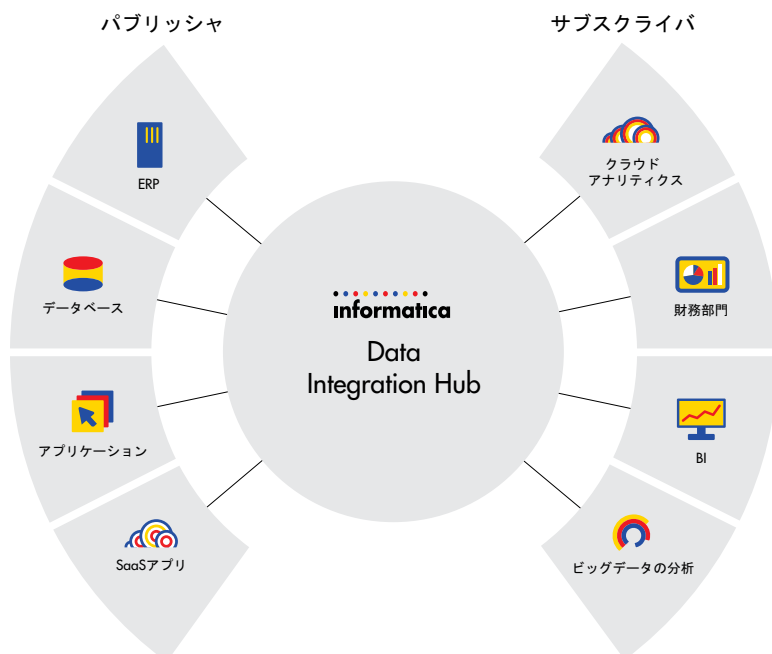 パブリッシャ
サブスクライバ
ERP
データベース
アプリケーション
SaaSアプリ
informatica
Data
Integration Hub
クラウド
アナリティクス
財務部門
BI
ビッグデータの分析